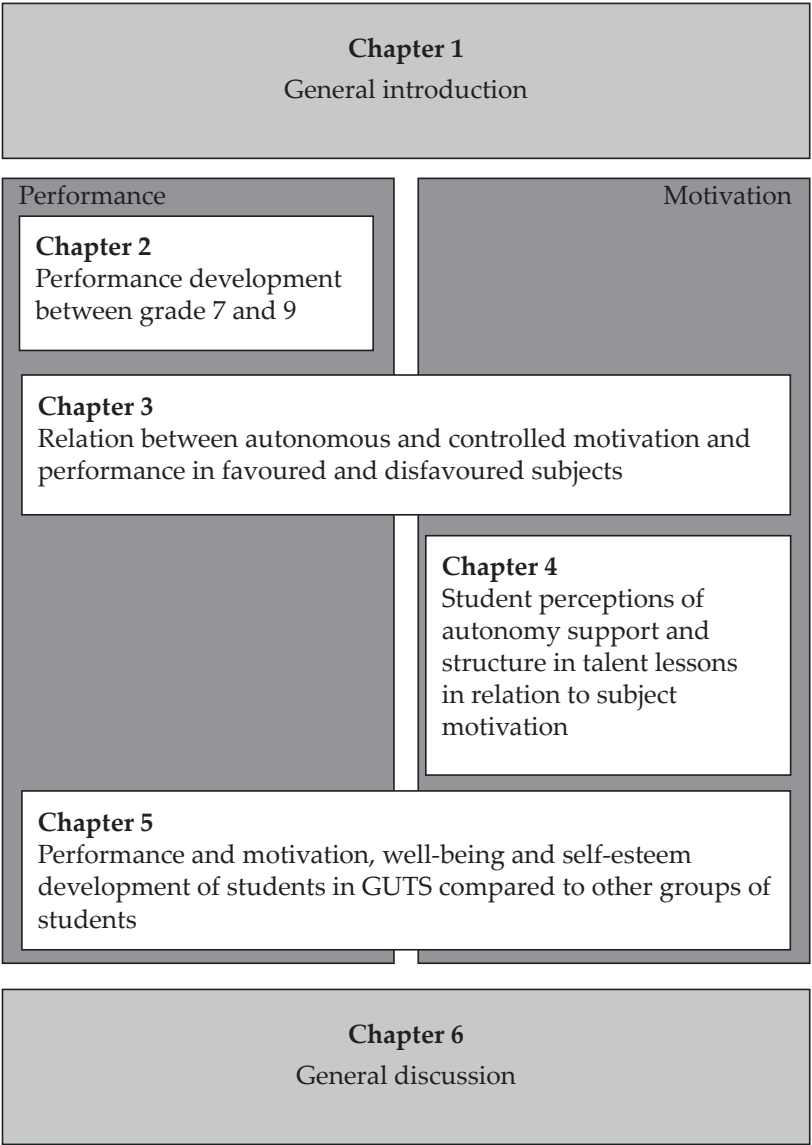 Chapter 1
General introduction
Performance
Motivation
Chapter 2
Performance development
between grade 7 and 9
Chapter 3
Relation between autonomous and controlled motivation and
performance in favoured and disfavoured subjects
Chapter 4
Student perceptions of
autonomy support and
structure in talent lessons
in relation to subject
motivation
Chapter 5
Performance and motivation, well-being and self-esteem
development of students in GUTS compared to other groups of
students
Chapter 6
General discussion